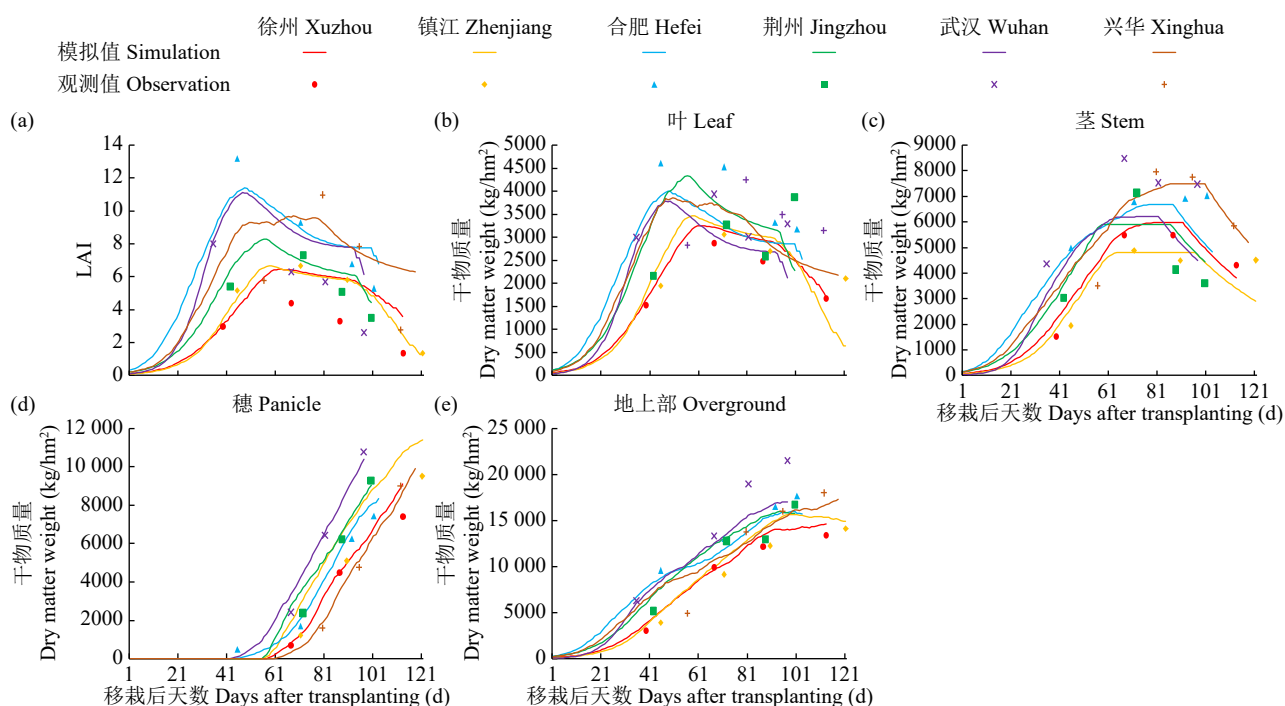 徐州 Xuzhou 镇江 Zhenjiang 合肥 Hefei 荆州 Jingzhou 武汉 Wuhan 兴华 Xinghua
模拟值 Simulation
观测值 Observation
(a)
14
12
10
8
6
4
2
0
LAI
(b) 叶 Leaf
5000
4500
4000
3500
3000
2500
2000
1500
1000
500
0
干物质量
Dry matter weight (kg/hm²)
(c) 茎 Stem
9000
8000
7000
6000
5000
4000
3000
2000
1000
0
干物质量
Dry matter weight (kg/hm²)
1 21 41 61 81 101 121
移栽后天数 Days after transplanting (d)
(d) 穗 Panicle
12 000
10 000
8000
6000
4000
2000
0
干物质量
Dry matter weight (kg/hm²)
1 21 41 61 81 101 121
移栽后天数 Days after transplanting (d)
(e) 地上部 Overground
25 000
20 000
15 000
10 000
5000
0
干物质量
Dry matter weight (kg/hm²)
1 21 41 61 81 101 121
移栽后天数 Days after transplanting (d)